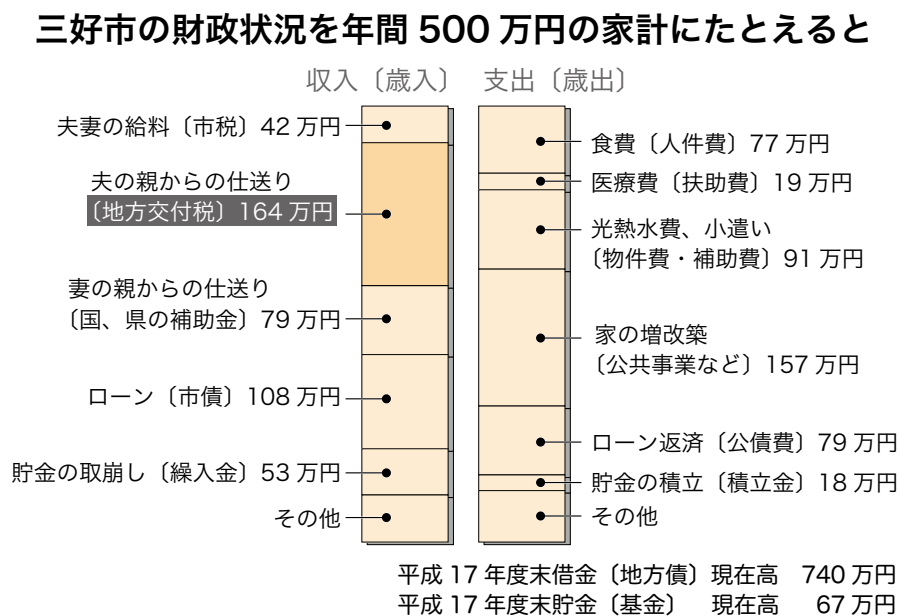 三好市の財政状況を年間 500 万円の家計にたとえると
収入〔歳入〕
夫妻の給料〔市税〕42 万円
夫の親からの仕送り
〔地方交付税〕164 万円
妻の親からの仕送り
〔国、県の補助金〕79 万円
ローン〔市債〕108 万円
貯金の取崩し〔繰入金〕53 万円
その他
支出〔歳出〕
食費〔人件費〕77 万円
医療費〔扶助費〕19 万円
光熱水費、小遣い
〔物件費・補助費〕91 万円
家の増改築
〔公共事業など〕157 万円
ローン返済〔公債費〕79 万円
貯金の積立〔積立金〕18 万円
その他
平成 17 年度末借金〔地方債〕現在高　740 万円
平成 17 年度末貯金〔基金〕　現在高　67 万円